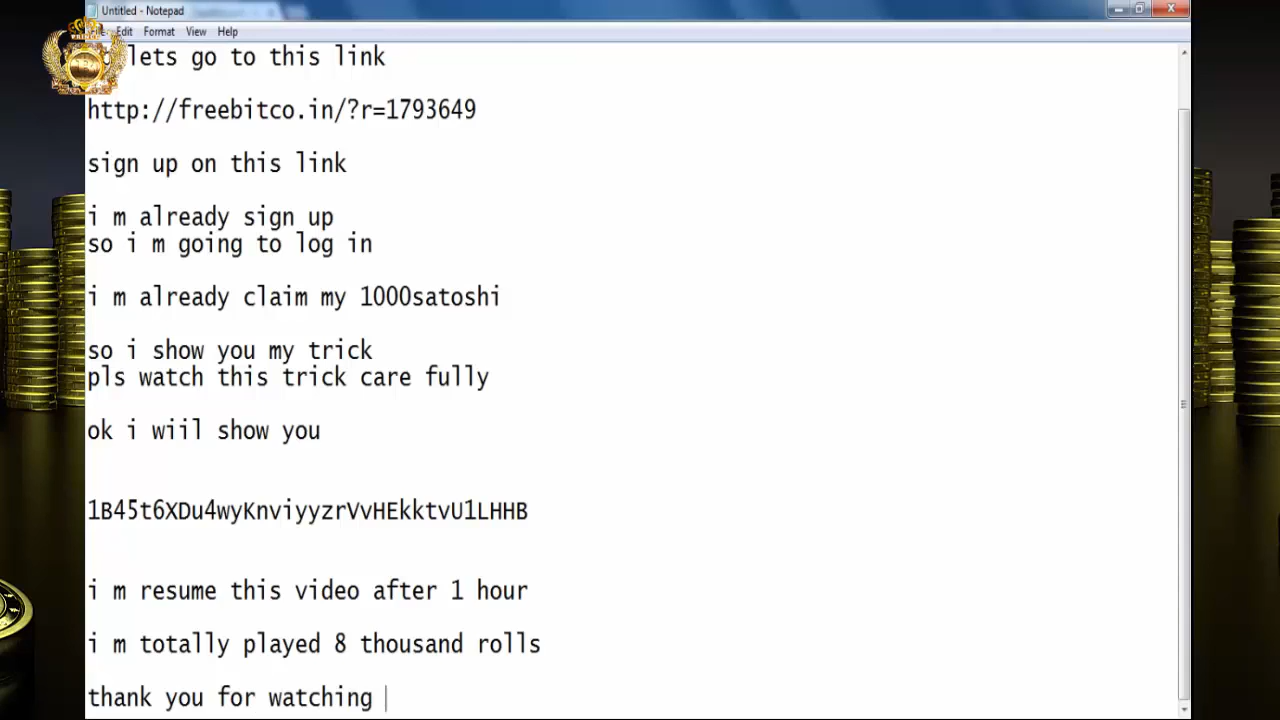 Untitled - Notepad
Edit Format View Help
PRINCE
lets go to this link
http://freebitco.in/?r=1793649
sign up on this link
i m already sign up
so i m going to log in
i m already claim my 1000satoshi
so i show you my trick
pls watch this trick care fully
ok i wiil show you
1B45t6XDu4wyKnviyyzrVvHEkktvU1LHHB
i m resume this video after 1 hour
i m totally played 8 thousand rolls
thank you for watching